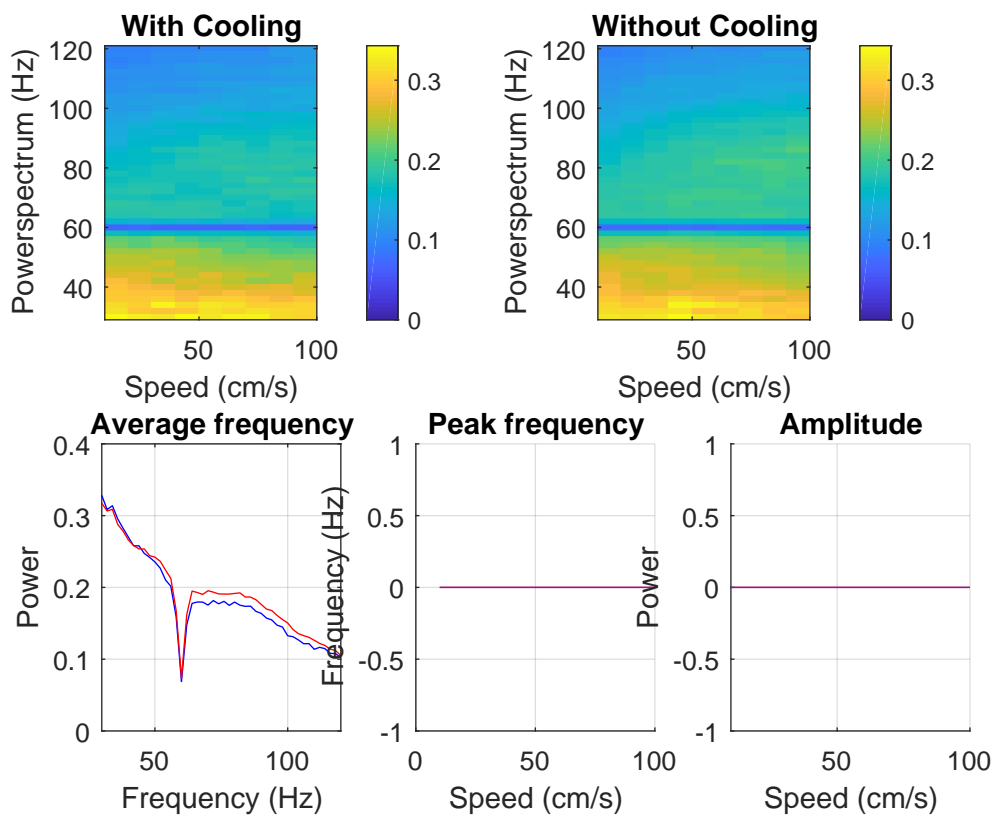 With Cooling
Powerspectrum (Hz)
120
100
80
60
40
50
100
Speed (cm/s)
0.3
0.2
0.1
0
Without Cooling
Powerspectrum (Hz)
120
100
80
60
40
50
100
Speed (cm/s)
0.3
0.2
0.1
0
Average frequency
Power
0.4
0.3
0.2
0.1
0
50
100
Frequency (Hz)
Peak frequency
Frequency (Hz)
1
0.5
0
-0.5
-1
0
50
100
Speed (cm/s)
Amplitude
Power
1
0.5
0
-0.5
-1
50
100
Speed (cm/s)